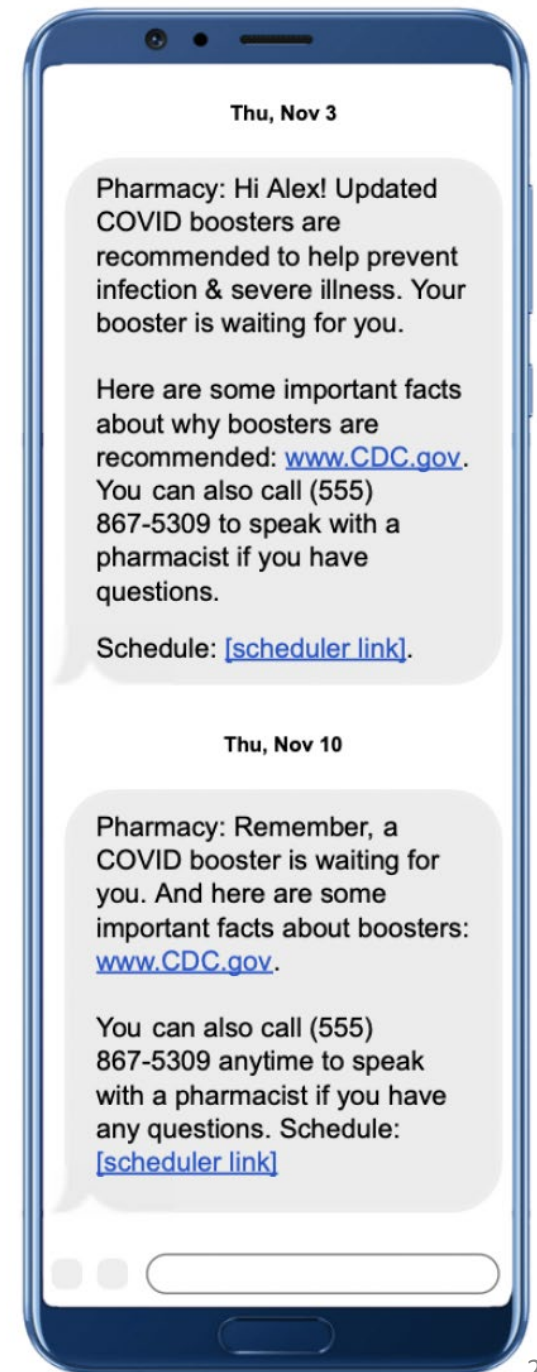 Thu, Nov 3
Pharmacy: Hi Alex! Updated
COVID boosters are
recommended to help prevent
infection & severe illness. Your
booster is waiting for you.
Here are some important facts
about why boosters are
recommended: www.CDC.gov.
You can also call (555)
867-5309 to speak with a
pharmacist if you have
questions.
Schedule: [scheduler link].
Thu, Nov 10
Pharmacy: Remember, a
COVID booster is waiting for
you. And here are some
important facts about boosters:
www.CDC.gov.
You can also call (555)
867-5309 anytime to speak
with a pharmacist if you have
any questions. Schedule:
[scheduler link]